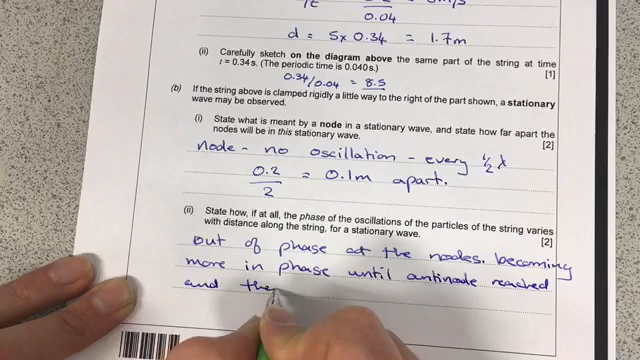 0.04
d = 5 x 0.34 = 1.7m
(ii) Carefully sketch on the diagram above the same part of the string at time
t = 0.34 s. (The periodic time is 0.040 s.) [1]
0.34/0.04 = 8.5
(b) If the string above is clamped rigidly a little way to the right of the part shown, a stationary
wave may be observed.
(i) State what is meant by a node in a stationary wave, and state how far apart the
nodes will be in this stationary wave. [2]
node - no oscillation - every 1/2 λ
0.2/2 = 0.1m apart.
(ii) State how, if at all, the phase of the oscillations of the particles of the string varies
with distance along the string, for a stationary wave. [2]
out of phase at the nodes. becoming
more in phase until antinode reached
and the